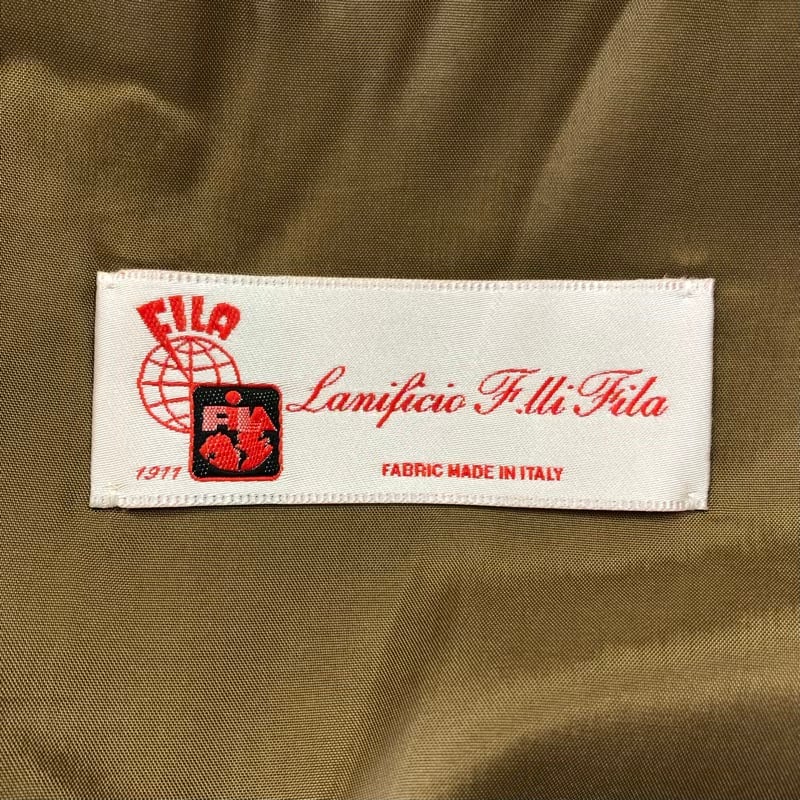 FILA
FILA
Lanificio F.lli Fila
1911
FABRIC MADE IN ITALY